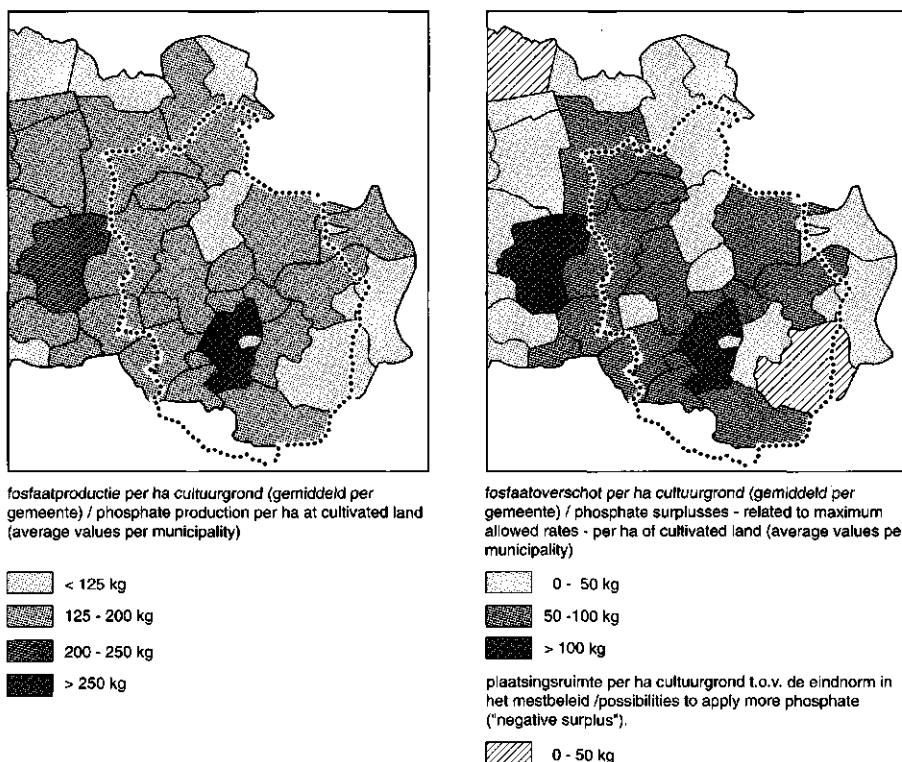 fosfaatproductie per ha cultuurgrond (gemiddeld per
gemeente) / phosphate production per ha at cultivated land
(average values per municipality)
< 125 kg
125 - 200 kg
200 - 250 kg
> 250 kg
fosfaatoverschot per ha cultuurgrond (gemiddeld per
gemeente) / phosphate surplusses - related to maximum
allowed rates - per ha of cultivated land (average values pe
municipality)
0 - 50 kg
50 -100 kg
> 100 kg
plaatsingsruimte per ha cultuurgrond t.o.v. de eindnorm in
het mestbeleid /possibilities to apply more phosphate
("negative surplus").
0 - 50 kg